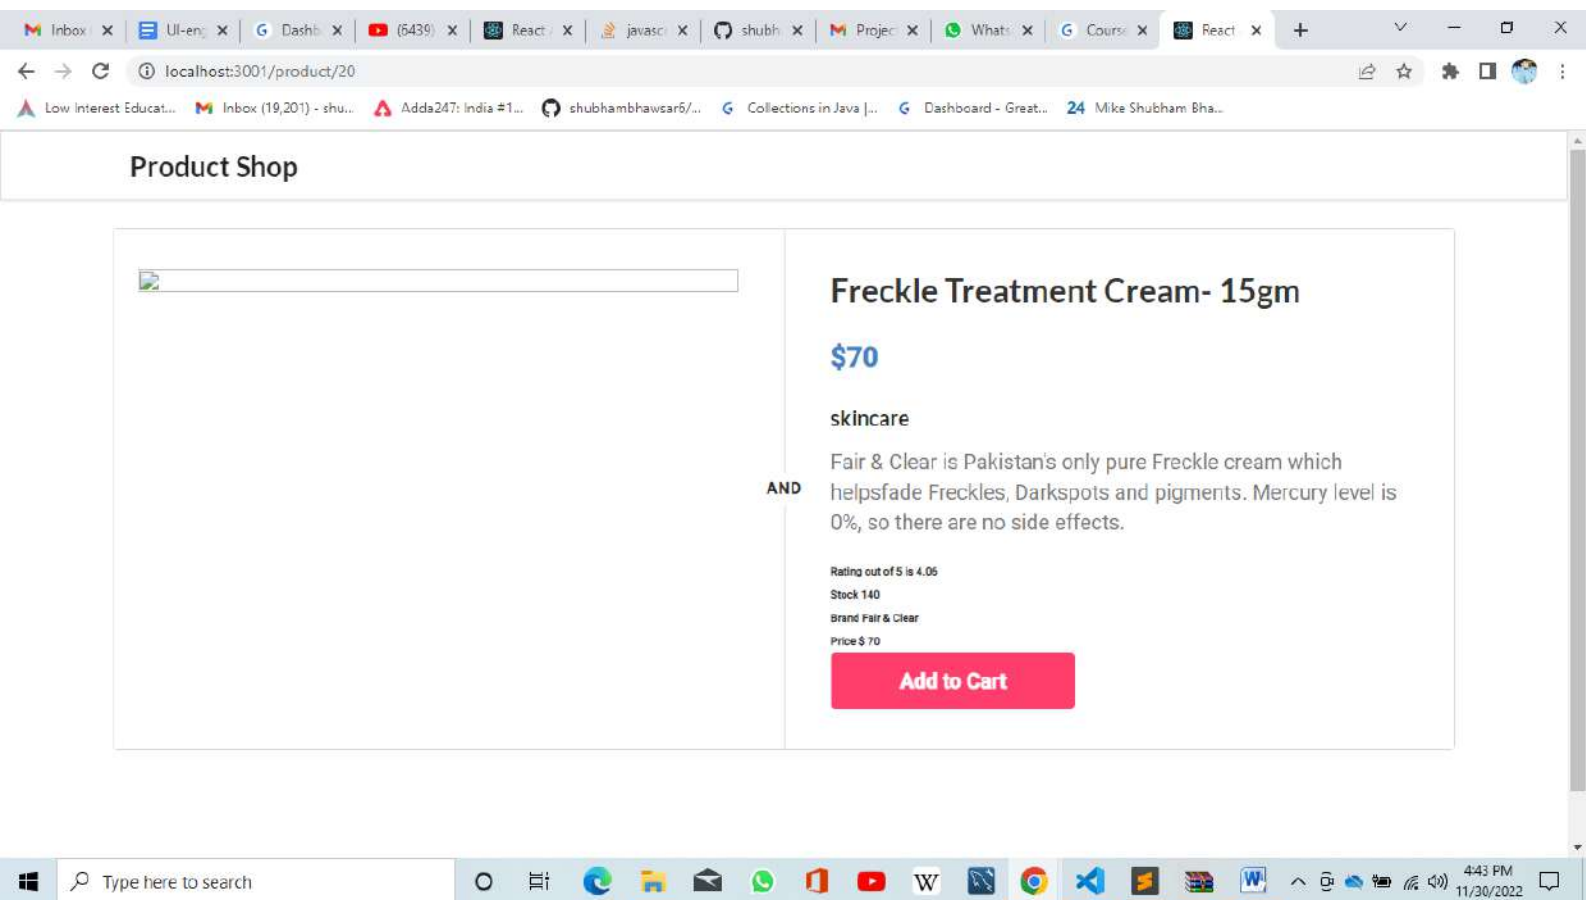 Inbox
UI-eng
Dashb
(6439)
React
javasc
shubh
Projec
Whats
Course
React
localhost:3001/product/20
Low Interest Educat...
Inbox (19,201) - shu...
Adda247: India #1...
shubhambhawsar6/...
Collections in Java |...
Dashboard - Great...
24 Mike Shubham Bha...
Product Shop
Freckle Treatment Cream- 15gm
$70
skincare
Fair & Clear is Pakistan's only pure Freckle cream which
helpsfade Freckles, Darkspots and pigments. Mercury level is
0%, so there are no side effects.
AND
Rating out of 5 is 4.06
Stock 140
Brand Fair & Clear
Price $ 70
Add to Cart
Type here to search
4:43 PM
11/30/2022